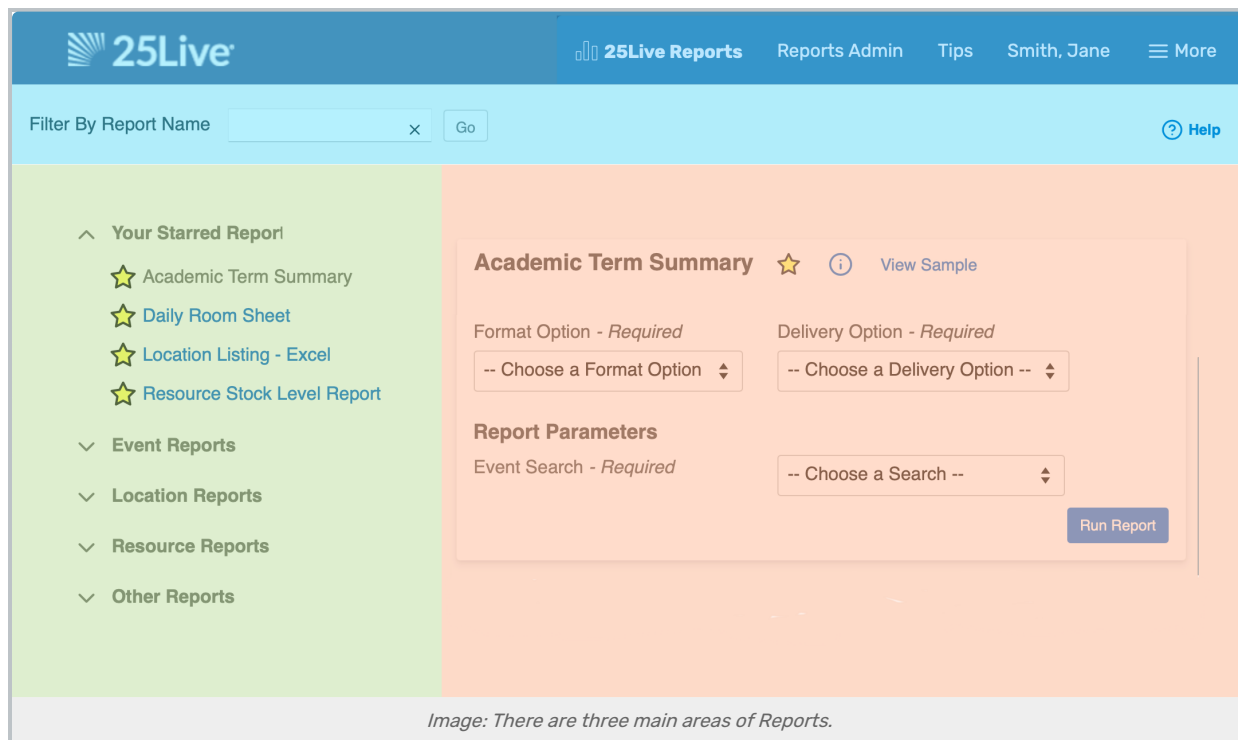 25Live
25Live Reports Reports Admin Tips Smith, Jane More
Filter By Report Name Go
Help
Your Starred Report
Academic Term Summary
Daily Room Sheet
Location Listing - Excel
Resource Stock Level Report
Event Reports
Location Reports
Resource Reports
Other Reports
Academic Term Summary View Sample
Format Option - Required Delivery Option - Required
-- Choose a Format Option -- Choose a Delivery Option --
Report Parameters
Event Search - Required -- Choose a Search --
Run Report
Image: There are three main areas of Reports.